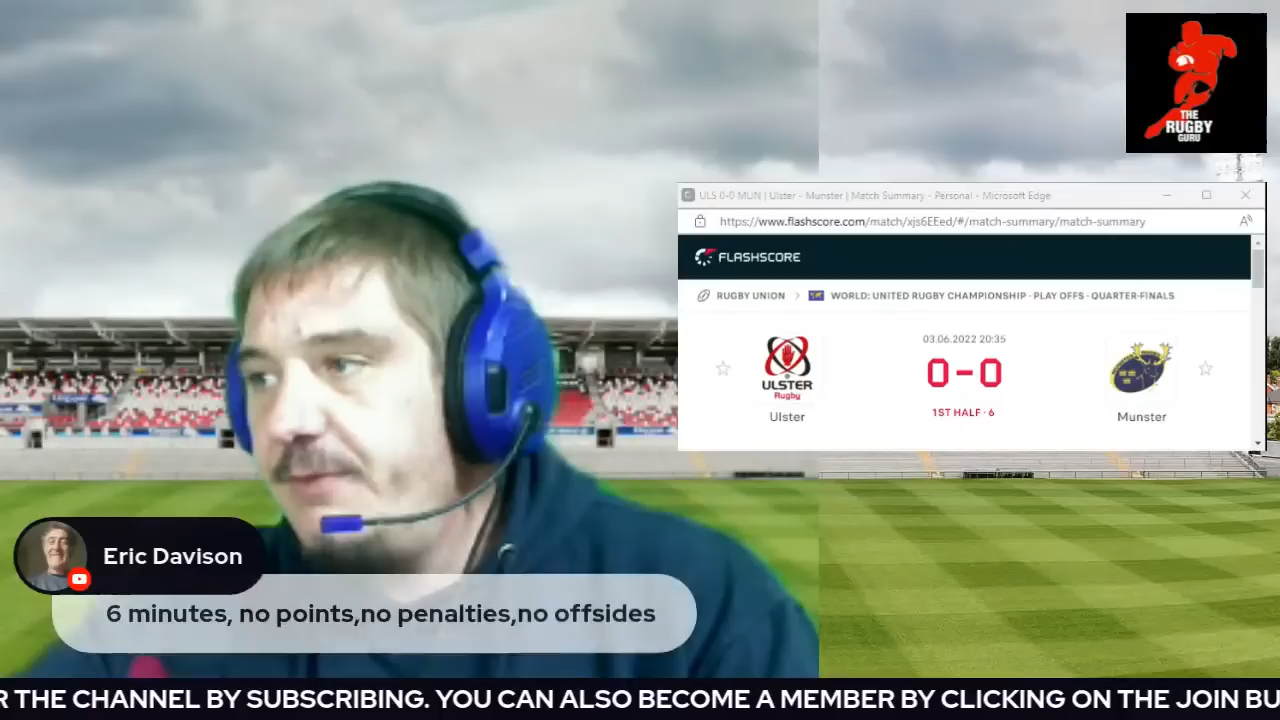 THE
RUGBY
GURU
ULS 0-0 MUN | Ulster - Munster | Match Summary - Personal - Microsoft Edge
https://www.flashscore.com/match/xjs6EEed/#/match-summary/match-summary
FLASHSCORE
RUGBY UNION > WORLD: UNITED RUGBY CHAMPIONSHIP - PLAY OFFS - QUARTER-FINALS
03.06.2022 20:35
0-0
1ST HALF - 6
ULSTER
Rugby
Ulster
Munster
Eric Davison
6 minutes, no points,no penalties,no offsides
R THE CHANNEL BY SUBSCRIBING. YOU CAN ALSO BECOME A MEMBER BY CLICKING ON THE JOIN BU